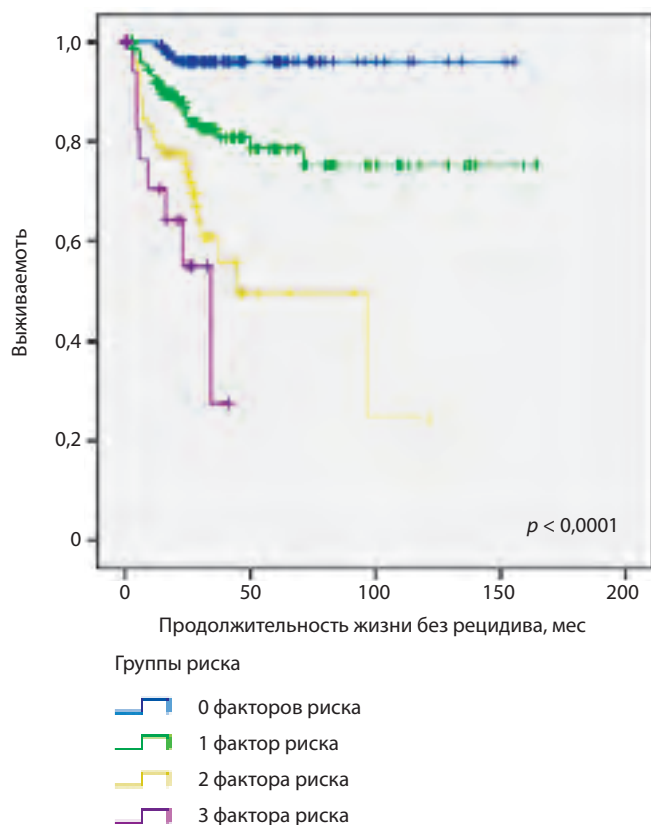 1,0
0,8
0,6
0,4
0,2
0
Выживаемоть
p < 0,0001
0 50 100 150 200
Продолжительность жизни без рецидива, мес
Группы риска
0 факторов риска
1 фактор риска
2 фактора риска
3 фактора риска